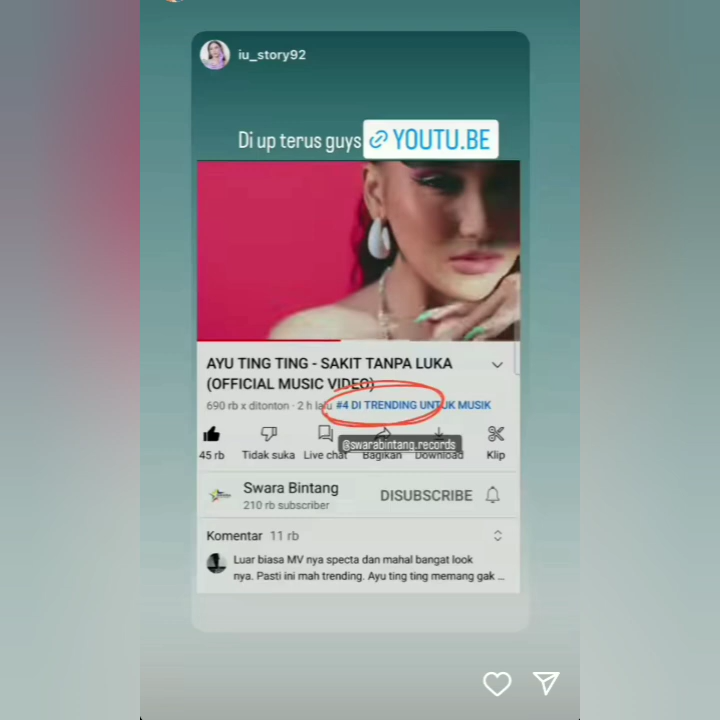 iu_story92
Di up terus guys YOUTU.BE
AYU TING TING - SAKIT TANPA LUKA
(OFFICIAL MUSIC VIDEO)
690 rb x ditonton · 2 h lalu #4 DI TRENDING UNTUK MUSIK
@swarabintang.records
45 rb Tidak suka Live chat Bagikan Download Klip
Swara Bintang DISUBSCRIBE
210 rb subscriber
Komentar 11 rb
Luar biasa MV nya specta dan mahal bangat look
nya. Pasti ini mah trending. Ayu ting ting memang gak ...